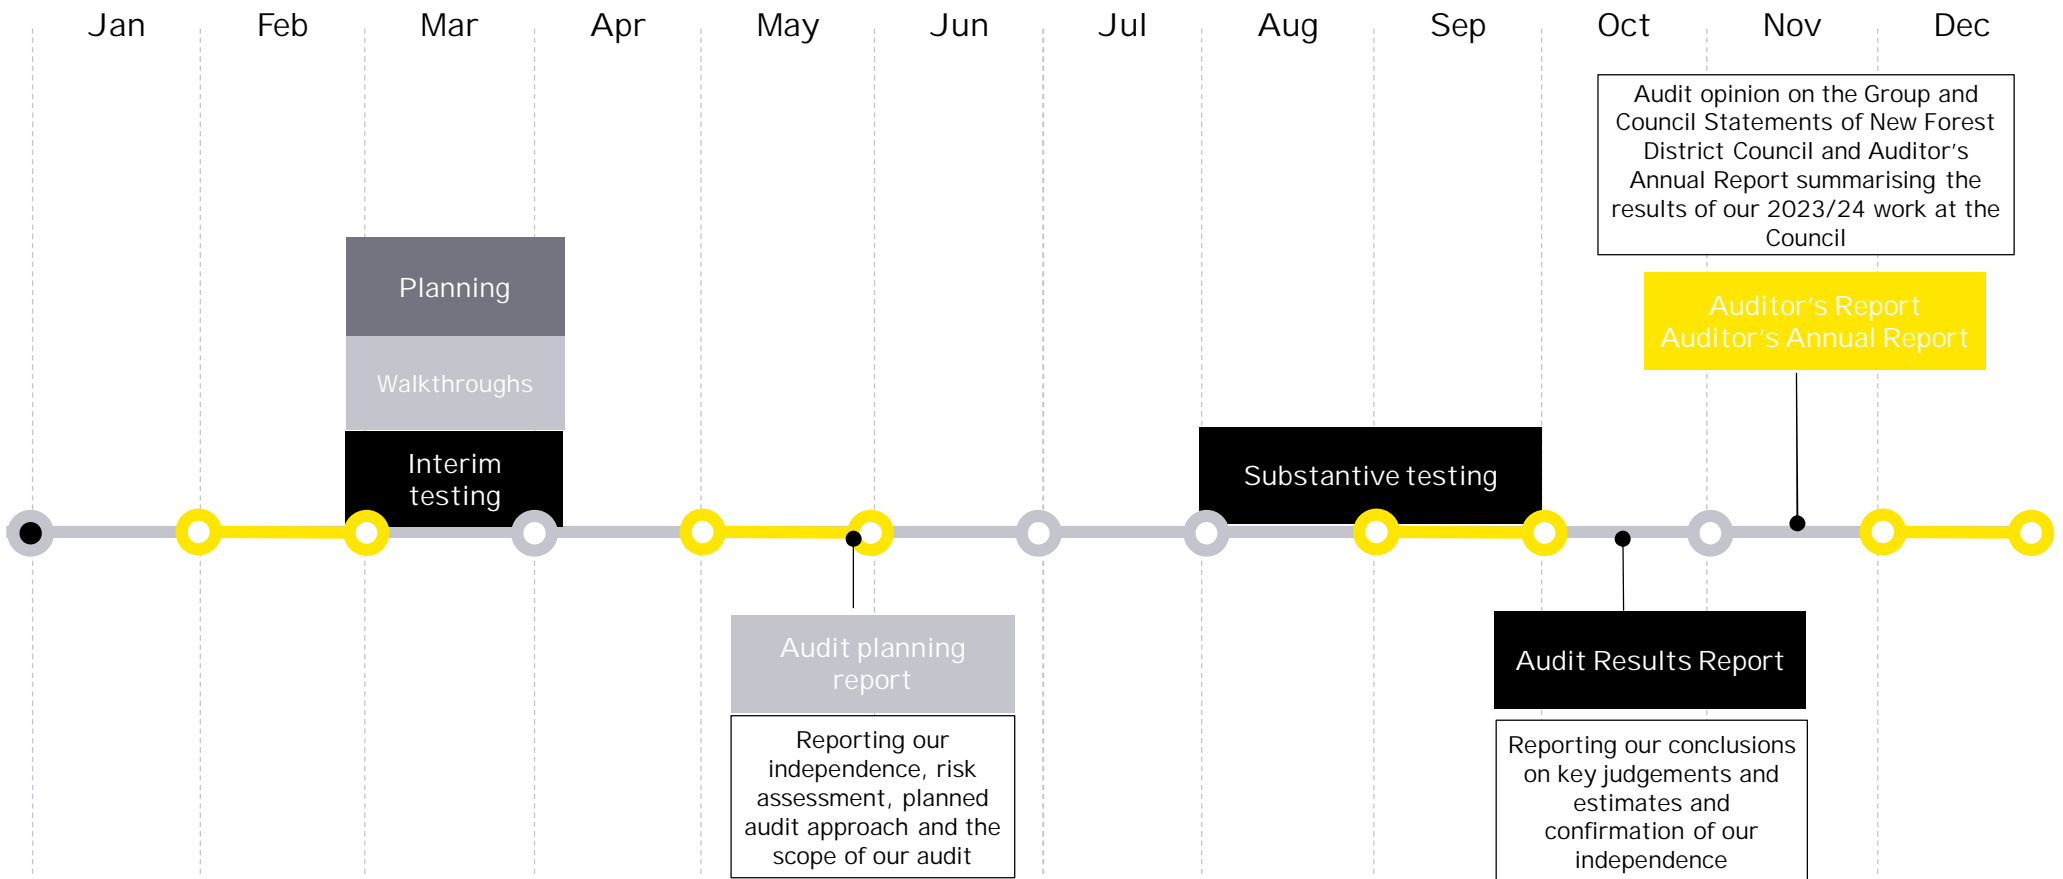 Jan Feb Mar Apr May Jun Jul Aug Sep Oct Nov Dec
Audit opinion on the Group and
Council Statements of New Forest
District Council and Auditor's
Annual Report summarising the
results of our 2023/24 work at the
Council
Planning
Auditor's Report
Auditor's Annual Report
Walkthroughs
Interim
testing
Substantive testing
Audit planning
report
Audit Results Report
Reporting our
independence, risk
assessment, planned
audit approach and the
scope of our audit
Reporting our conclusions
on key judgements and
estimates and
confirmation of our
independence